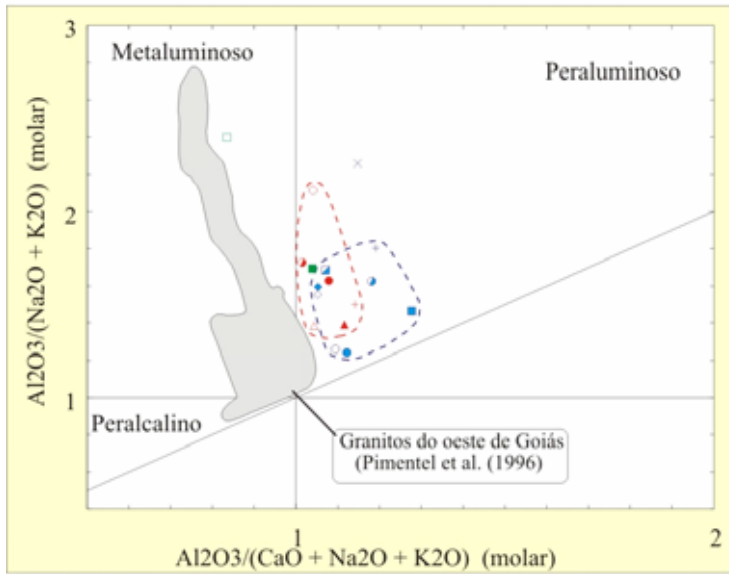 3
Metaluminoso
Peraluminoso
Al2O3/(Na2O + K2O) (molar)
2
1
Peralcalino
Granitos do oeste de Goiás
(Pimentel et al. (1996)
1
2
Al2O3/(CaO + Na2O + K2O) (molar)